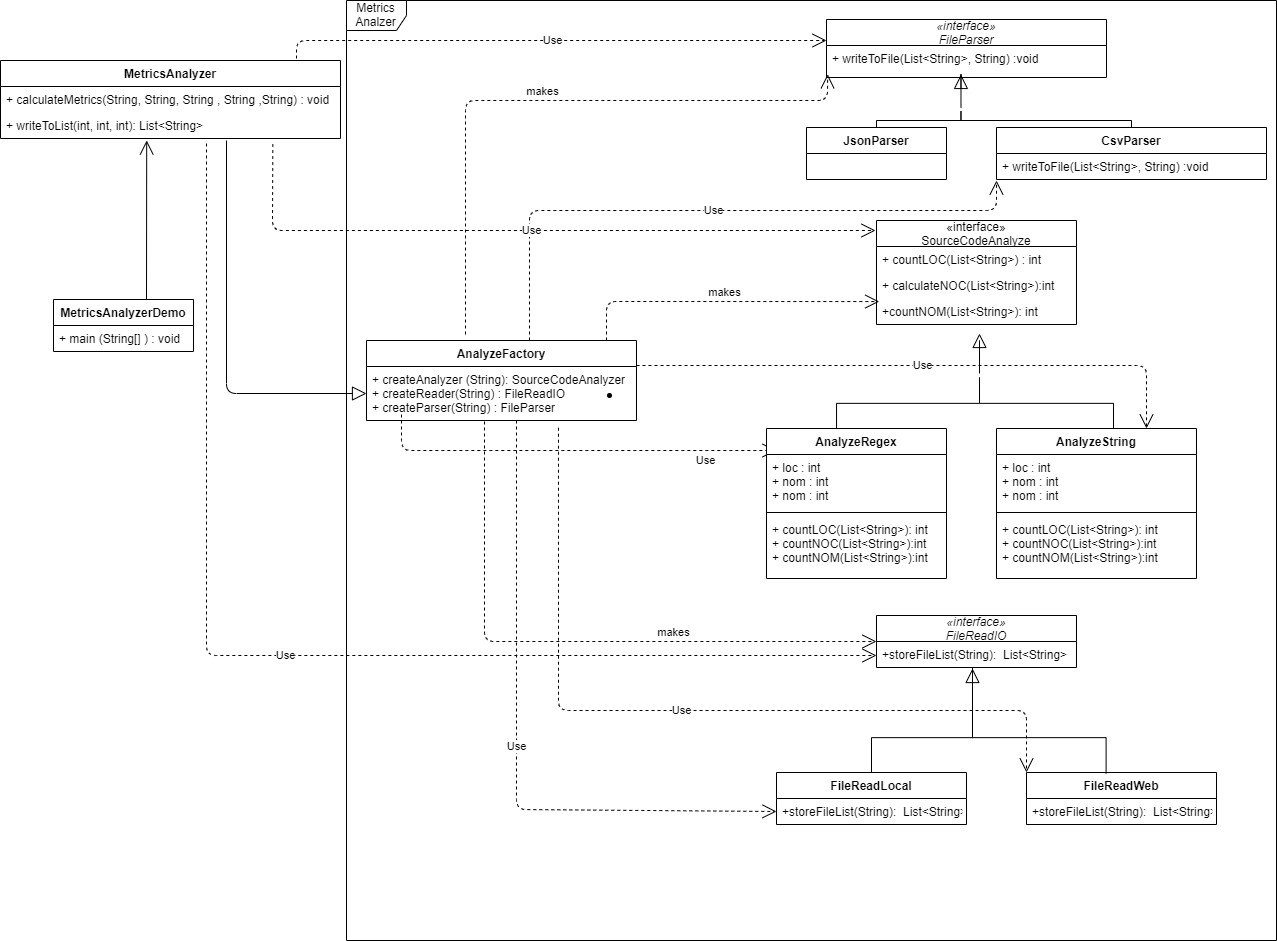 Metrics
Analzer
«interface»
FileParser
+ writeToFile(List<String>, String) :void
Use
MetricsAnalyzer
+ calculateMetrics(String, String, String , String ,String) : void
+ writeToList(int, int, int): List<String>
makes
JsonParser
CsvParser
+ writeToFile(List<String>, String) :void
Use
Use
«interface»
SourceCodeAnalyze
+ countLOC(List<String>) : int
+ calculateNOC(List<String>):int
+countNOM(List<String>): int
makes
MetricsAnalyzerDemo
+ main (String[] ) : void
AnalyzeFactory
+ createAnalyzer (String): SourceCodeAnalyzer
+ createReader(String) : FileReadIO
+ createParser(String) : FileParser
Use
Use
AnalyzeRegex
+ loc : int
+ nom : int
+ nom : int
+ countLOC(List<String>): int
+ countNOC(List<String>):int
+ countNOM(List<String>):int
AnalyzeString
+ loc : int
+ nom : int
+ nom : int
+ countLOC(List<String>): int
+ countNOC(List<String>):int
+ countNOM(List<String>):int
makes
Use
«interface»
FileReadIO
+storeFileList(String):  List<String>
Use
Use
FileReadLocal
+storeFileList(String):  List<String>
FileReadWeb
+storeFileList(String):  List<String>